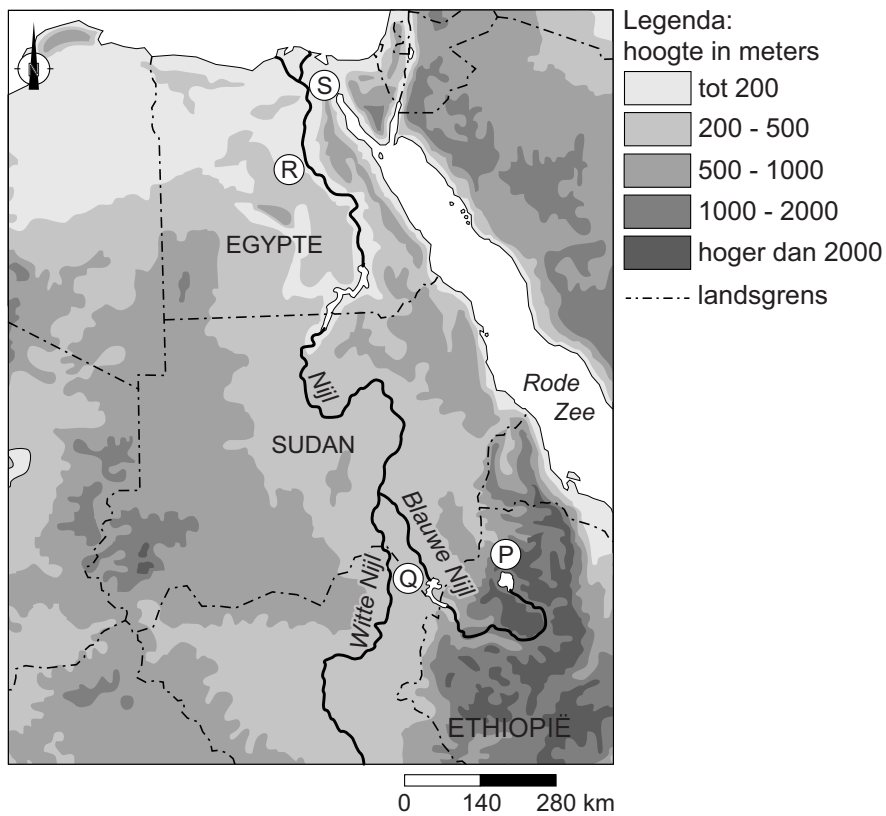 Legenda:
hoogte in meters
tot 200
200 - 500
500 - 1000
1000 - 2000
hoger dan 2000
landsgrens
N
S
R
EGYPTE
Nijl
Rode
Zee
SUDAN
Blauwe Nijl
P
Q
Witte Nijl
ETHIOPIË
0 140 280 km